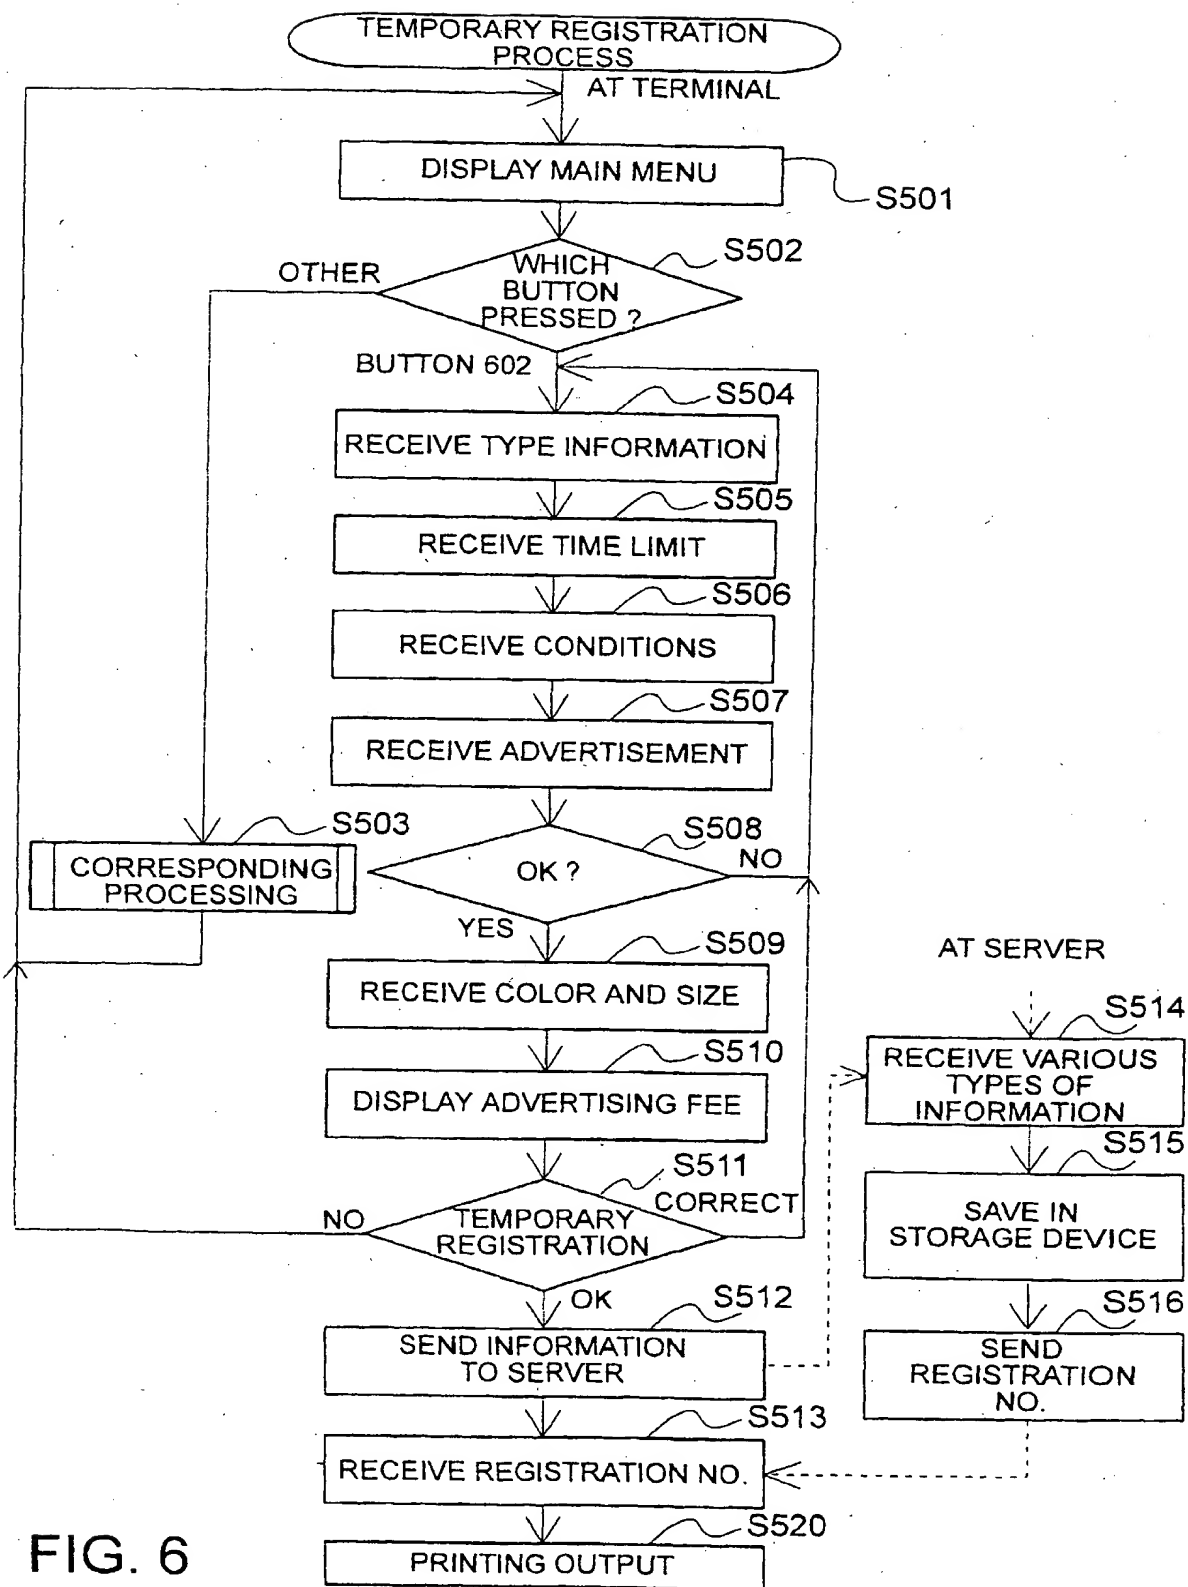 TEMPORARY REGISTRATION
PROCESS
AT TERMINAL
DISPLAY MAIN MENU
S501
S502
OTHER
WHICH
BUTTON
PRESSED ?
BUTTON 602
S504
RECEIVE TYPE INFORMATION
S505
RECEIVE TIME LIMIT
S506
RECEIVE CONDITIONS
S507
RECEIVE ADVERTISEMENT
S503
CORRESPONDING
PROCESSING
S508
OK ?
NO
YES
S509
RECEIVE COLOR AND SIZE
S510
DISPLAY ADVERTISING FEE
S511
CORRECT
NO
TEMPORARY
REGISTRATION
OK
S512
SEND INFORMATION
TO SERVER
S513
RECEIVE REGISTRATION NO.
S520
PRINTING OUTPUT
AT SERVER
S514
RECEIVE VARIOUS
TYPES OF
INFORMATION
S515
SAVE IN
STORAGE DEVICE
S516
SEND
REGISTRATION
NO.
FIG. 6